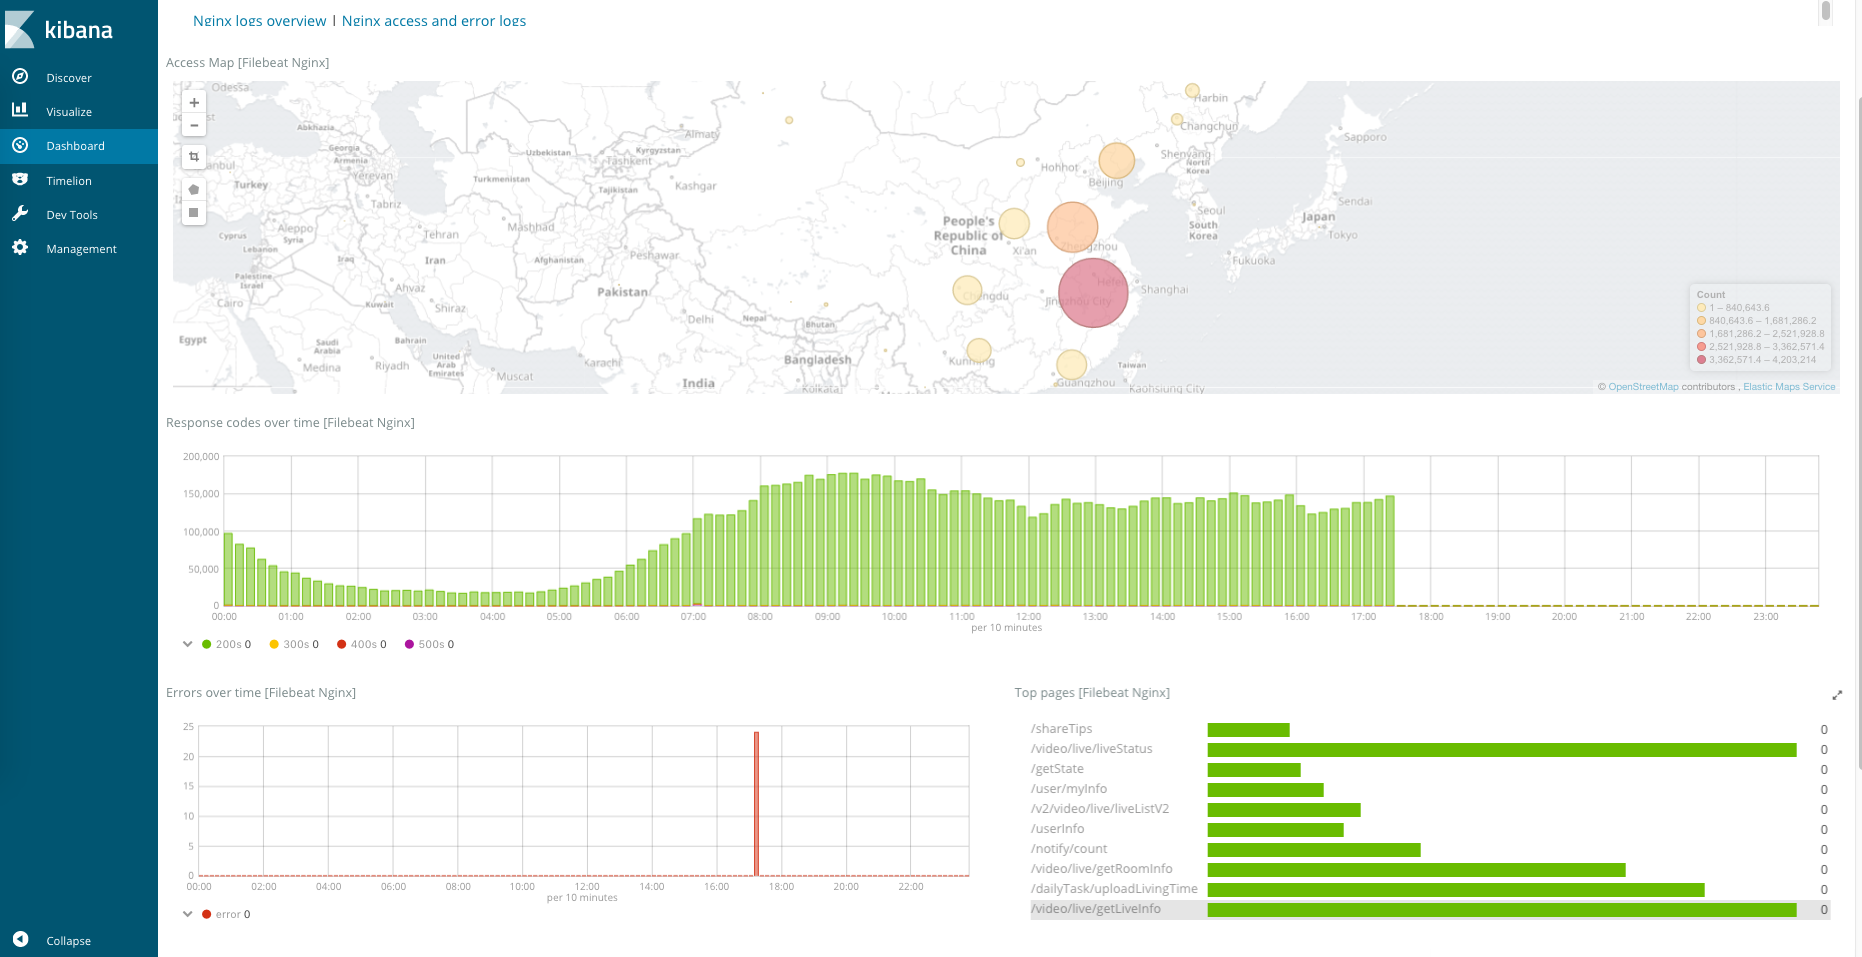 kibana
Discover
Visualize
Dashboard
Timelion
Dev Tools
Management
Collapse
Nginx logs overview | Nginx access and error logs
Access Map [Filebeat Nginx]
+
−
Odessa
Abkhazia
Georgia
Armenia
Yerevan
Turkey
Tabriz
Cyprus
Aleppo
Syria
Lebanon
Palestine
Israel
Iraq
Cairo
Egypt
Tehran
Iran
Ahvaz
Kuwait
Shiraz
Bahrain
Saudi
Arabia
Medina
Riyadh
United
Arab
Emirates
Muscat
Mashhad
Turkmenistan
Uzbekistan
Tashkent
Kyrgyzstan
Almaty
Tajikistan
Kashgar
Afghanistan
Peshawar
Pakistan
Karachi
Delhi
Nepal
Bhutan
Bangladesh
India
Kolkata
Harbin
Changchun
Shenyang
North
Korea
Hohhot
Beijing
People's
Republic of
China
Xi'an
Zhengzhou
Hefei
Jingzhou City
Shanghai
Chengdu
Kunming
Guangzhou
Taiwan
Kaohsiung City
Seoul
South
Korea
Sapporo
Sendai
Japan
Tokyo
Fukuoka
Count
1 – 840,643.6
840,643.6 – 1,681,286.2
1,681,286.2 – 2,521,928.8
2,521,928.8 – 3,362,571.4
3,362,571.4 – 4,203,214
© OpenStreetMap contributors , Elastic Maps Service
Response codes over time [Filebeat Nginx]
200,000
150,000
100,000
50,000
0
00:00 01:00 02:00 03:00 04:00 05:00 06:00 07:00 08:00 09:00 10:00 11:00 12:00 13:00 14:00 15:00 16:00 17:00 18:00 19:00 20:00 21:00 22:00 23:00
per 10 minutes
200s 0 300s 0 400s 0 500s 0
Errors over time [Filebeat Nginx]
25
20
15
10
5
0
00:00 02:00 04:00 06:00 08:00 10:00 12:00 14:00 16:00 18:00 20:00 22:00
per 10 minutes
error 0
Top pages [Filebeat Nginx]
/shareTips 0
/video/live/liveStatus 0
/getState 0
/user/myInfo 0
/v2/video/live/liveListV2 0
/userInfo 0
/notify/count 0
/video/live/getRoomInfo 0
/dailyTask/uploadLivingTime 0
/video/live/getLiveInfo 0